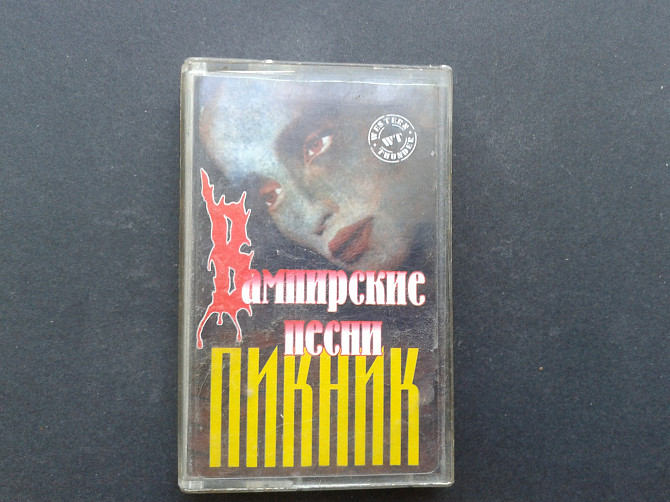 WESTERN
WT
THUNDER
Вампирские
песни
ПИКНИК